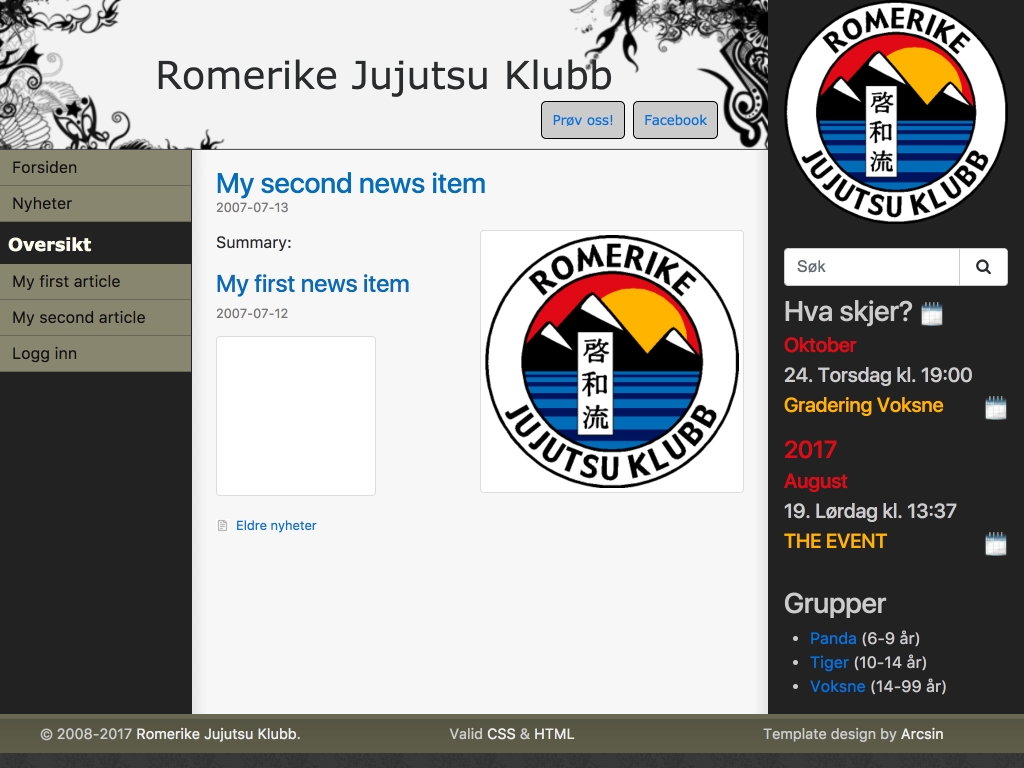 Romerike Jujutsu Klubb
Prøv oss!
Facebook
Forsiden
Nyheter
Oversikt
My first article
My second article
Logg inn
My second news item
2007-07-13
Summary:
My first news item
2007-07-12
ROMERIKE
啓和流
JUJUTSU KLUBB
Eldre nyheter
ROMERIKE
啓和流
JUJUTSU KLUBB
Søk
Hva skjer?
Oktober
24. Torsdag kl. 19:00
Gradering Voksne
2017
August
19. Lørdag kl. 13:37
THE EVENT
Grupper
Panda (6-9 år)
Tiger (10-14 år)
Voksne (14-99 år)
© 2008-2017 Romerike Jujutsu Klubb.
Valid CSS & HTML
Template design by Arcsin